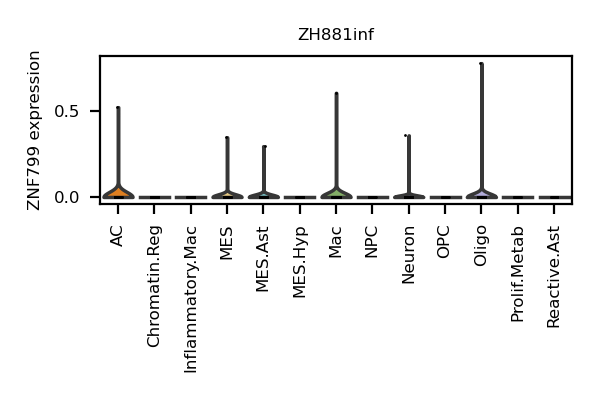 ZH881inf
ZNF799 expression
0.5
0.0
AC
Chromatin.Reg
Inflammatory.Mac
MES
MES.Ast
MES.Hyp
Mac
NPC
Neuron
OPC
Oligo
Prolif.Metab
Reactive.Ast